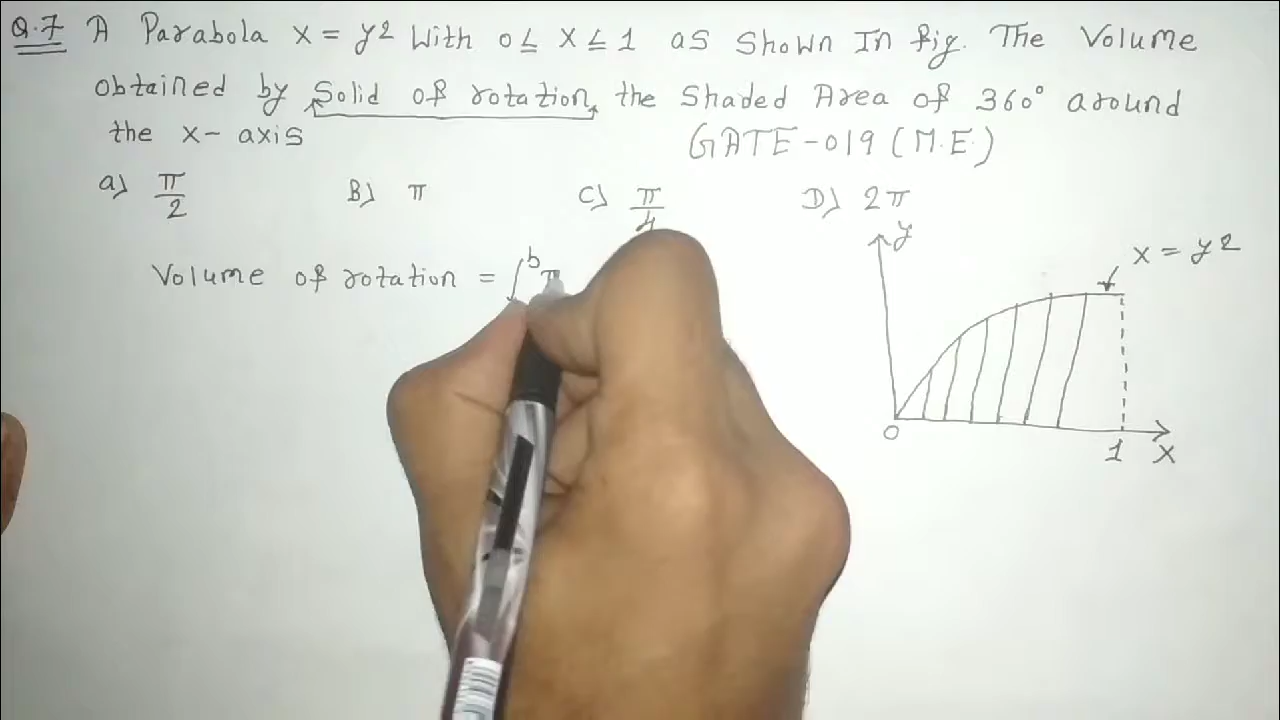 Q.7 A Parabola x = y² With 0 ≤ x ≤ 1 as Shown In fig. The Volume
obtained by Solid of rotation, the Shaded Area of 360° around
the x-axis
GATE-019 (M.E.)
a) π/2 B) π C) π/4 D) 2π
y
x = y²
Volume of rotation = ∫ᵇ π
0
1
x